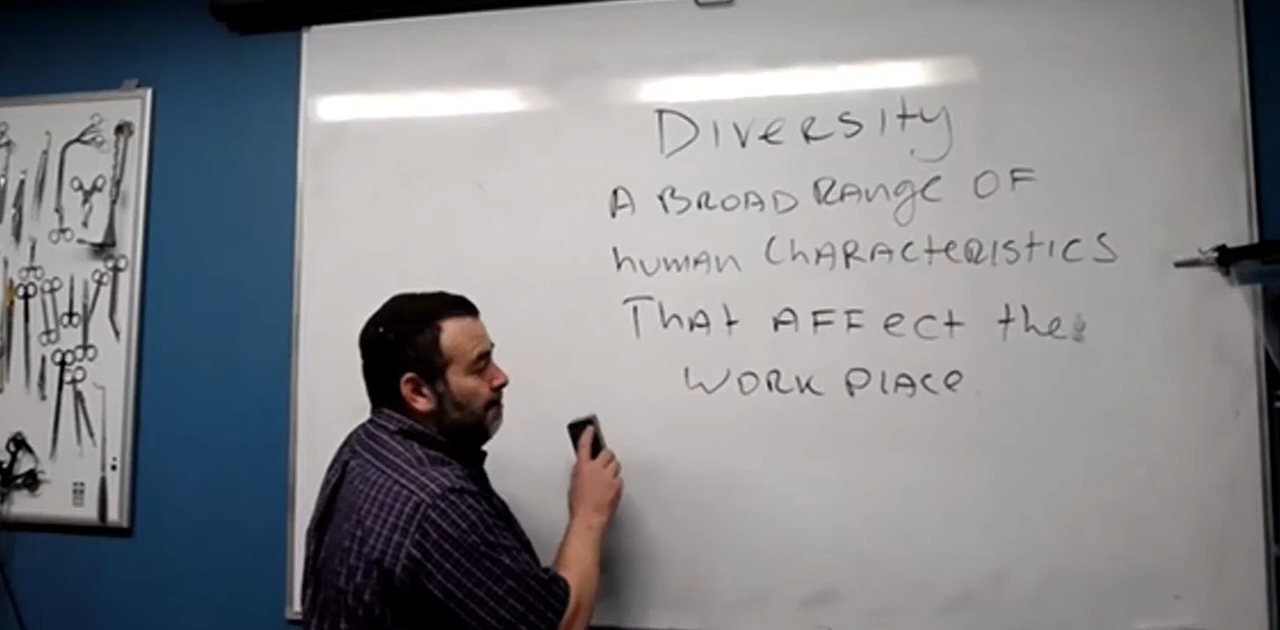 Diversity
A BROAD RANge OF
human ChARACteRIStICS
ThAt AFFect the
WORK PlAce